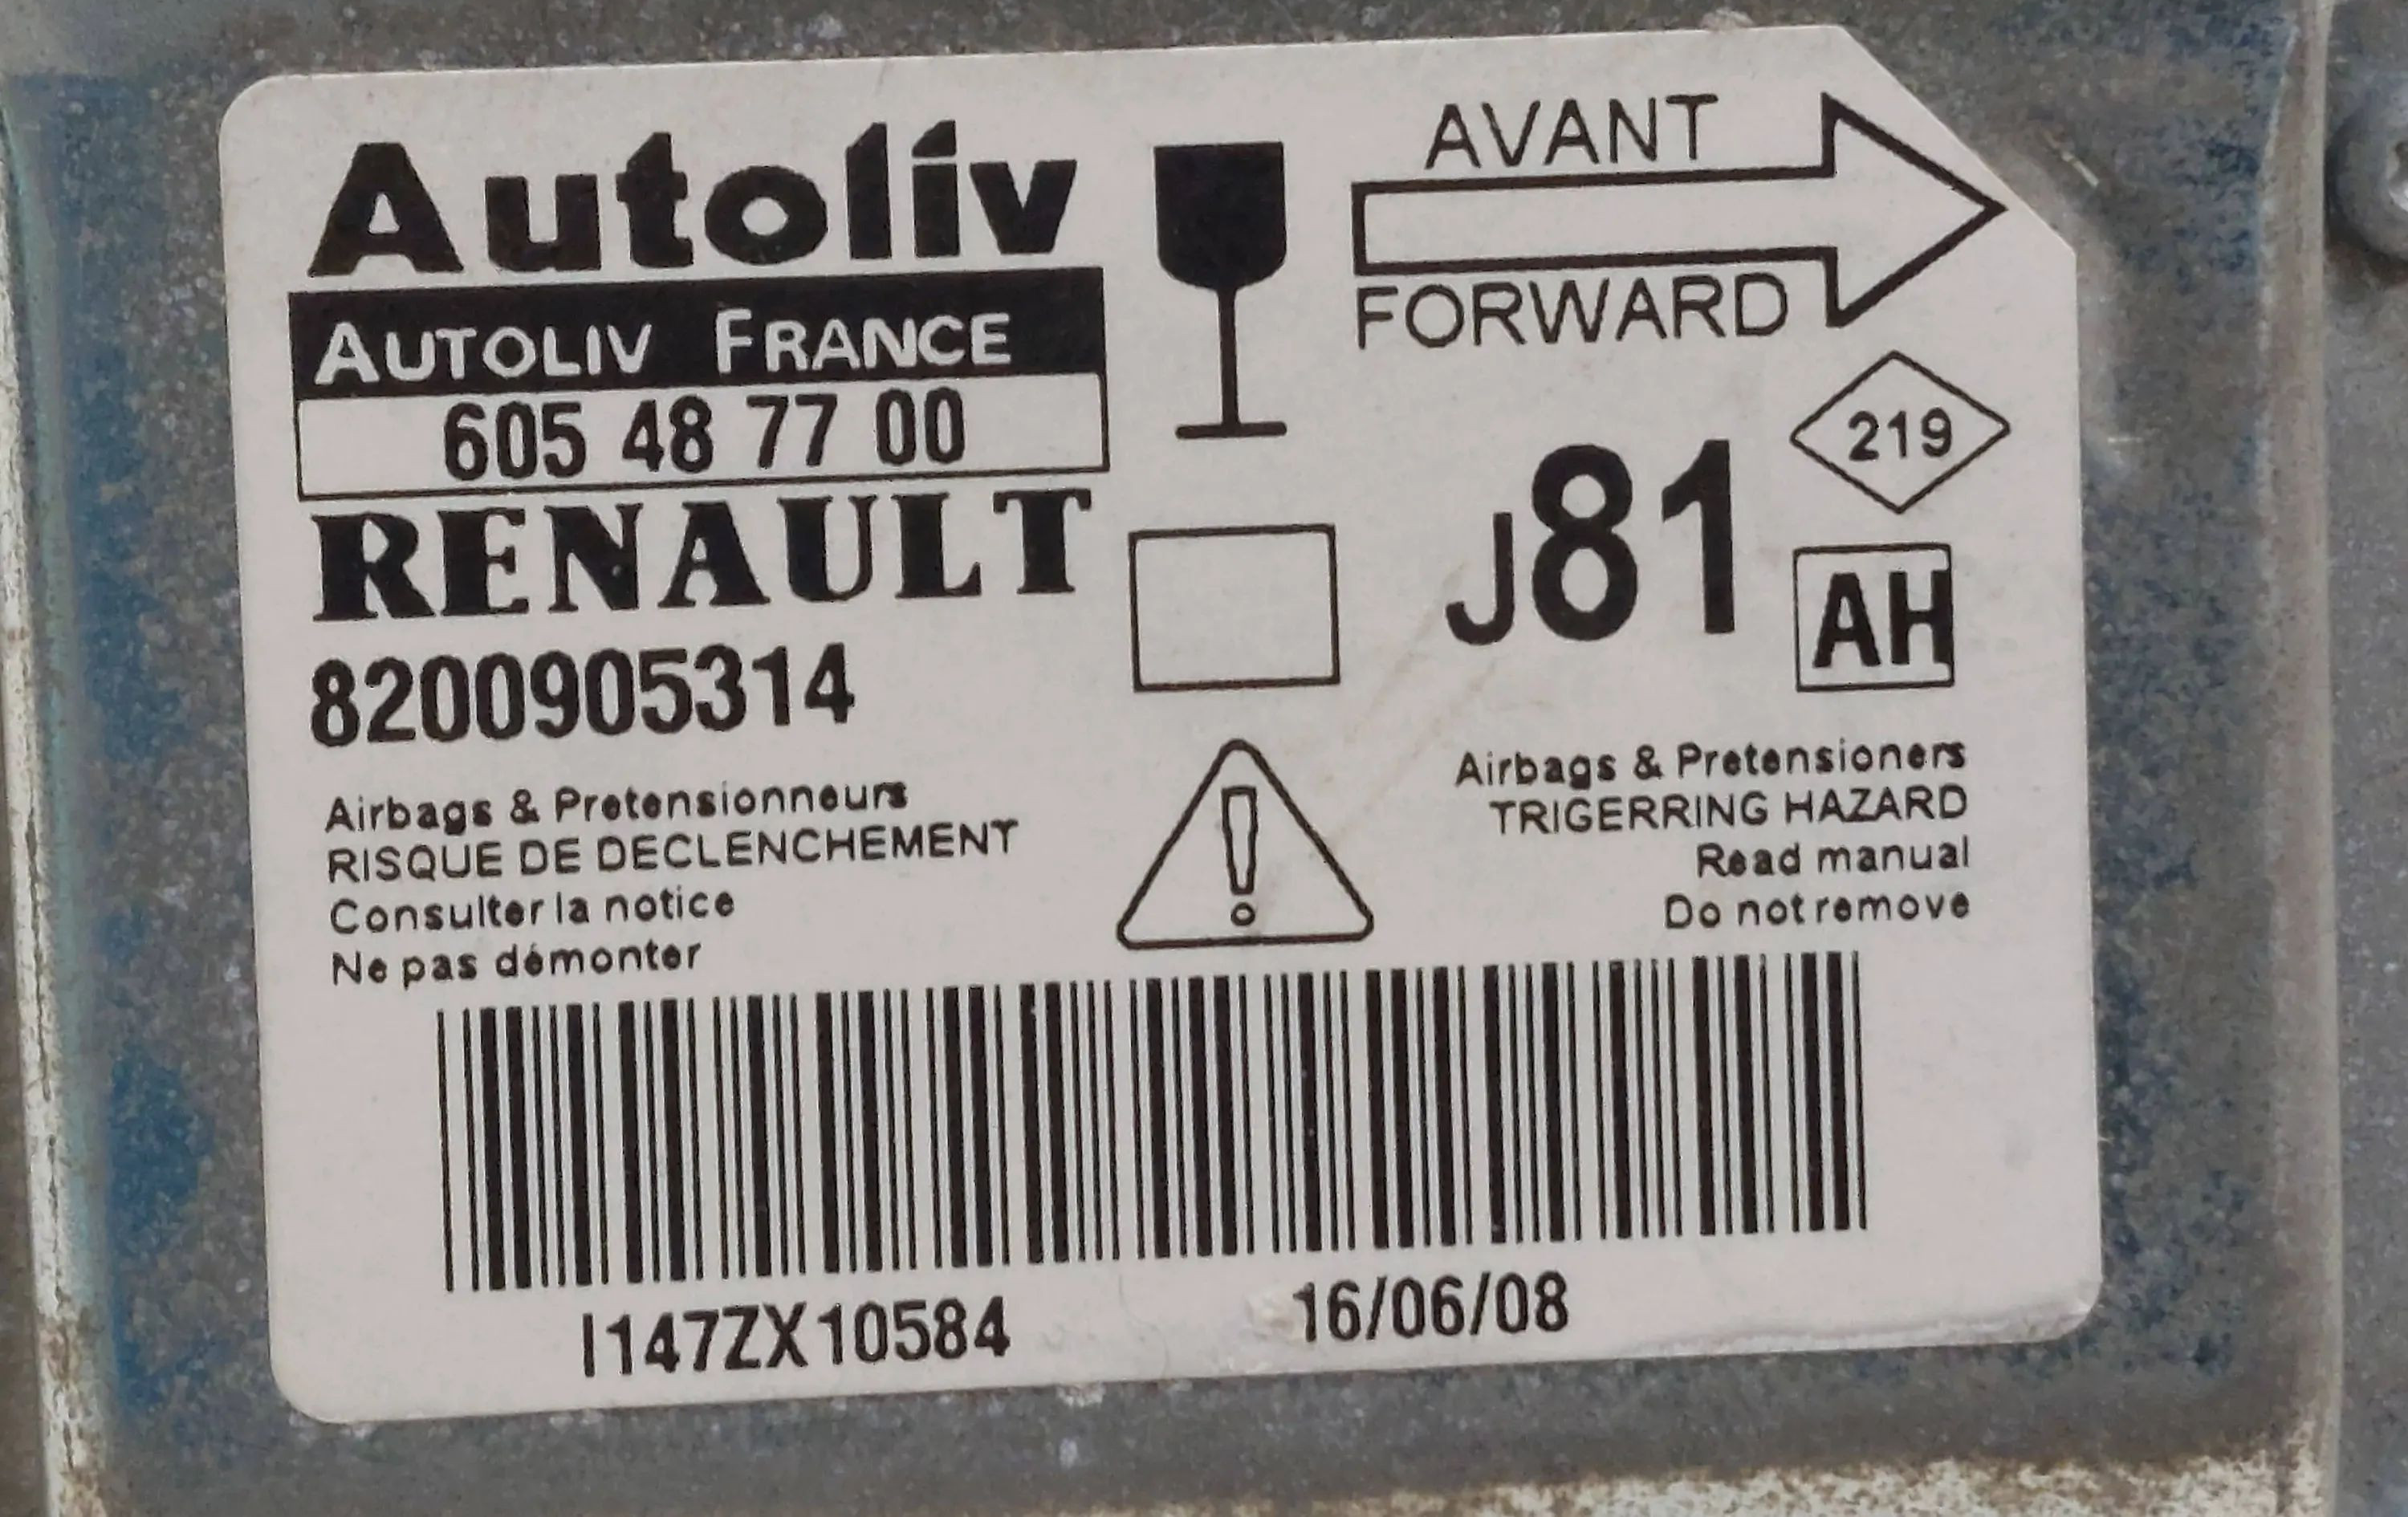 Autoliv
AUTOLIV FRANCE
605 48 77 00
RENAULT
8200905314
Airbags & Pretensionneurs
RISQUE DE DECLENCHEMENT
Consulter la notice
Ne pas démonter
AVANT
FORWARD
219
J81
AH
Airbags & Pretensioners
TRIGERRING HAZARD
Read manual
Do not remove
I147ZX10584 16/06/08